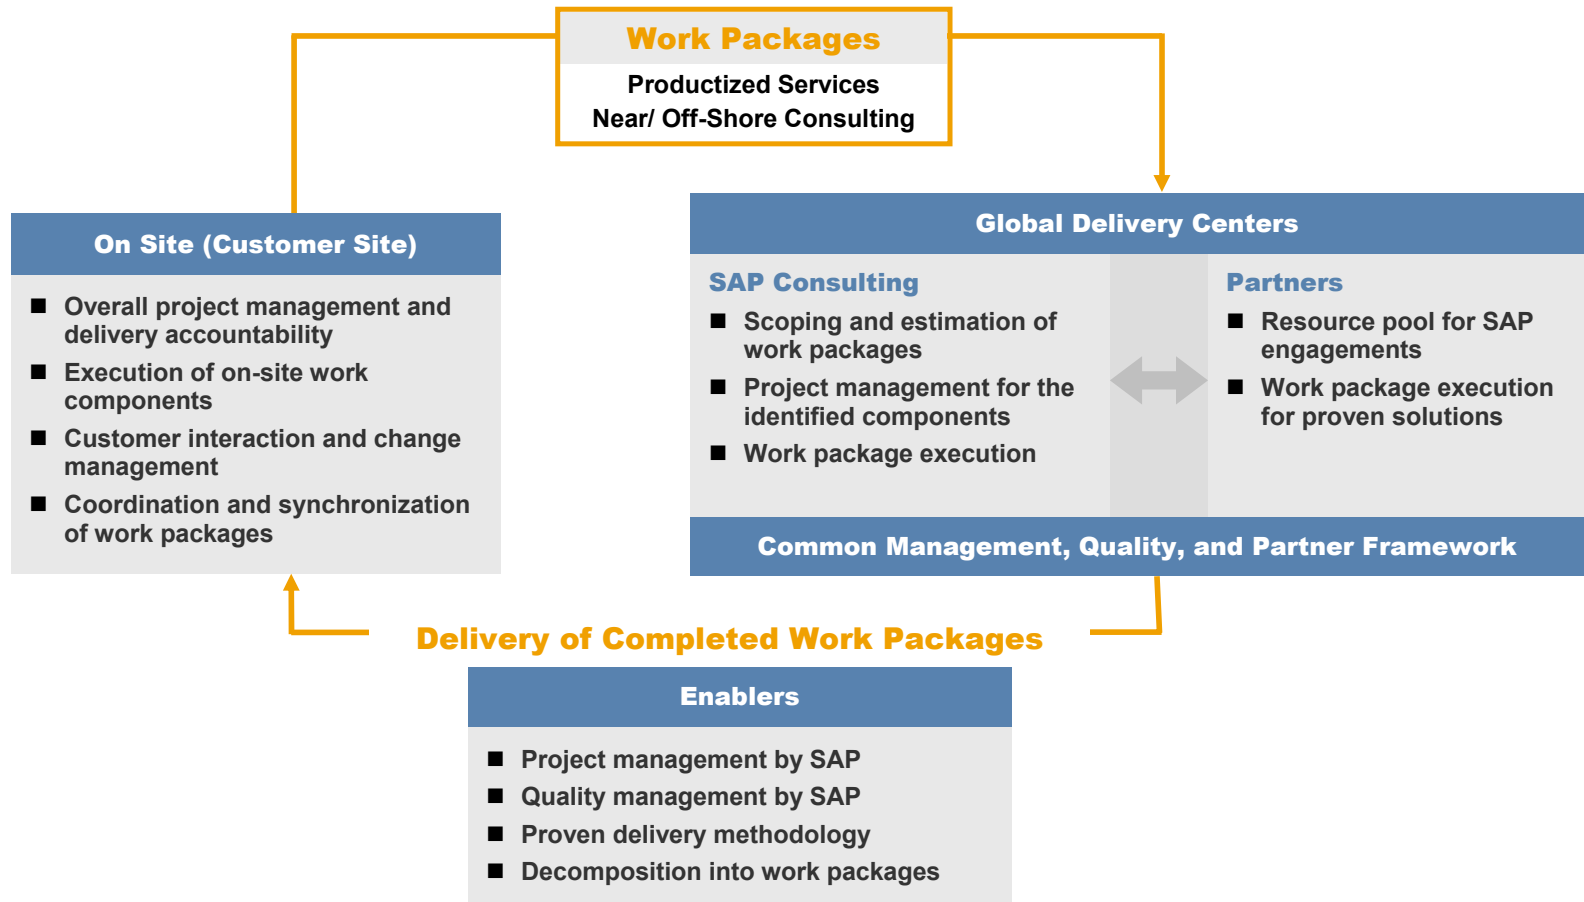 Work Packages
Productized Services
Near/ Off-Shore Consulting
On Site (Customer Site)
■ Overall project management and
delivery accountability
■ Execution of on-site work
components
■ Customer interaction and change
management
■ Coordination and synchronization
of work packages
Global Delivery Centers
SAP Consulting
■ Scoping and estimation of
work packages
■ Project management for the
identified components
■ Work package execution
Partners
■ Resource pool for SAP
engagements
■ Work package execution
for proven solutions
Common Management, Quality, and Partner Framework
Delivery of Completed Work Packages
Enablers
■ Project management by SAP
■ Quality management by SAP
■ Proven delivery methodology
■ Decomposition into work packages